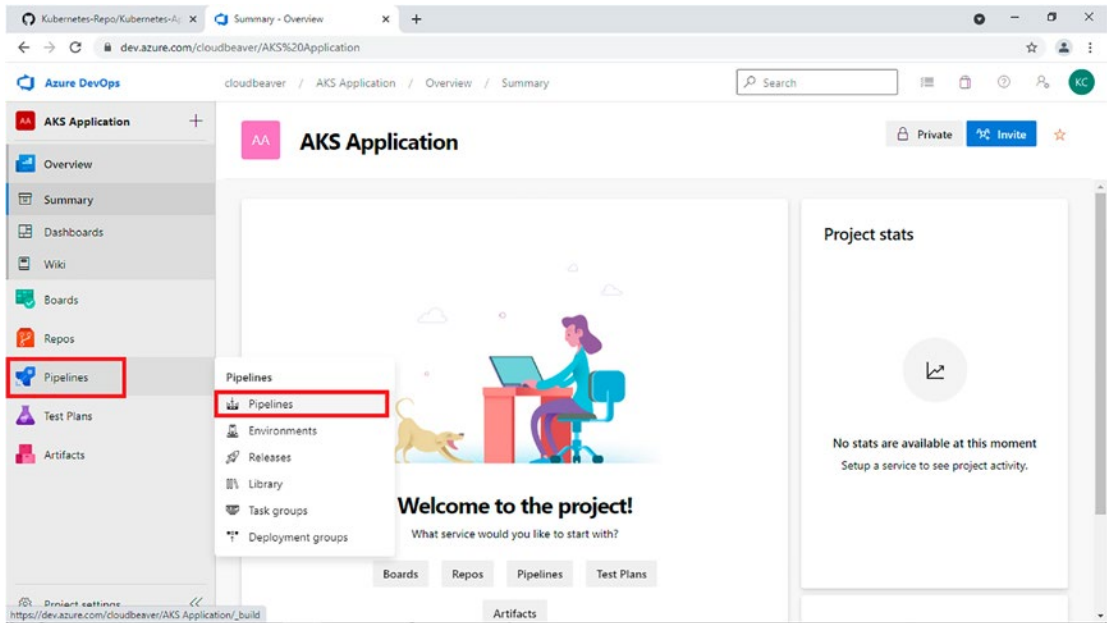 Kubernetes-Repo/Kubernetes-Ap
Summary - Overview
dev.azure.com/cloudbeaver/AKS%20Application
Azure DevOps
cloudbeaver / AKS Application / Overview / Summary
Search
KC
AA AKS Application
Overview
Summary
Dashboards
Wiki
Boards
Repos
Pipelines
Test Plans
Artifacts
Project settings
https://dev.azure.com/cloudbeaver/AKS Application/_build
AA AKS Application
Private
Invite
Pipelines
Pipelines
Environments
Releases
Library
Task groups
Deployment groups
Welcome to the project!
What service would you like to start with?
Boards Repos Pipelines Test Plans
Artifacts
Project stats
No stats are available at this moment
Setup a service to see project activity.